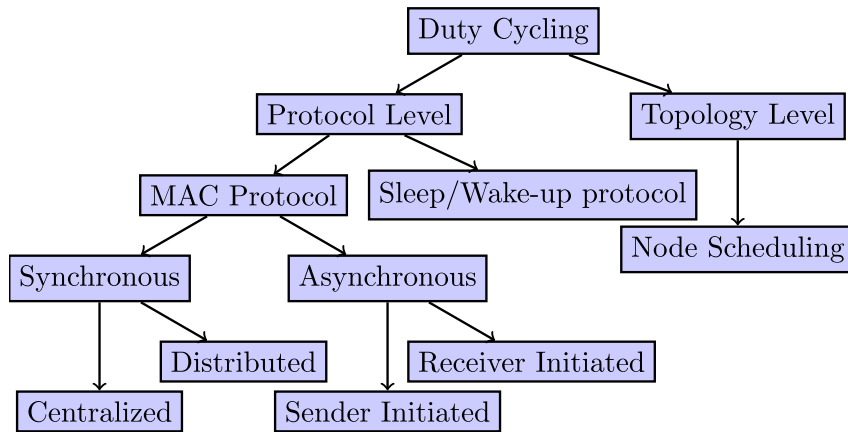 Duty Cycling
Protocol Level
Topology Level
MAC Protocol
Sleep/Wake-up protocol
Node Scheduling
Synchronous
Asynchronous
Distributed
Receiver Initiated
Centralized
Sender Initiated